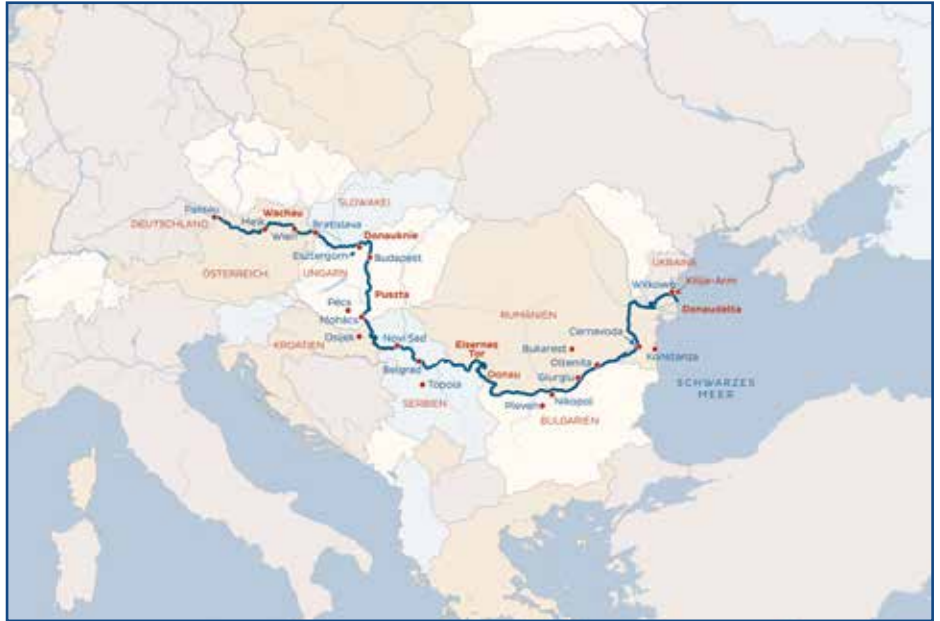 SLOWAKEI
Passau
Wachau
DEUTSCHLAND
Melk
Bratislava
Wien
Donauknie
Esztergom
Budapest
UKRAINA
ÖSTERREICH
UNGARN
Kilija-Arm
Wilkowo
Puszta
Donaudelta
Pécs
RUMÄNIEN
Mohács
Cernavoda
Osijek
Novi Sad
Eisernes
Tor
KROATIEN
Bukarest
Konstanza
Belgrad
Oltenita
Donau
Giurgiu
Topola
SCHWARZES
MEER
Nikopol
SERBIEN
Pleven
BULGARIEN